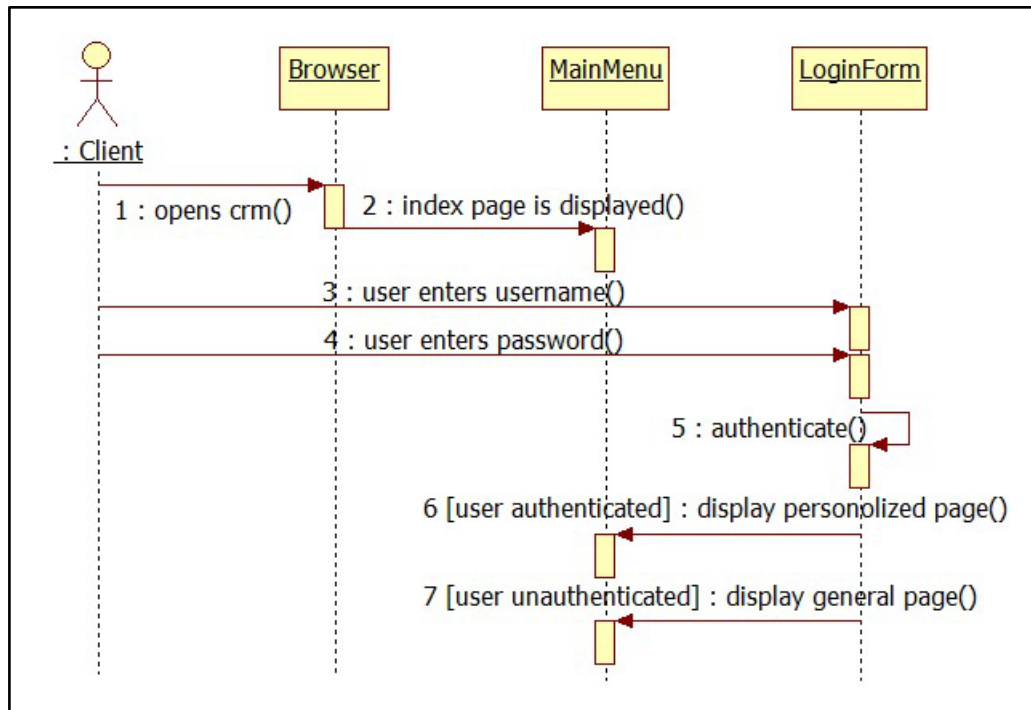 Browser
MainMenu
LoginForm
: Client
1 : opens crm()
2 : index page is displayed()
3 : user enters username()
4 : user enters password()
5 : authenticate()
6 [user authenticated] : display personolized page()
7 [user unauthenticated] : display general page()